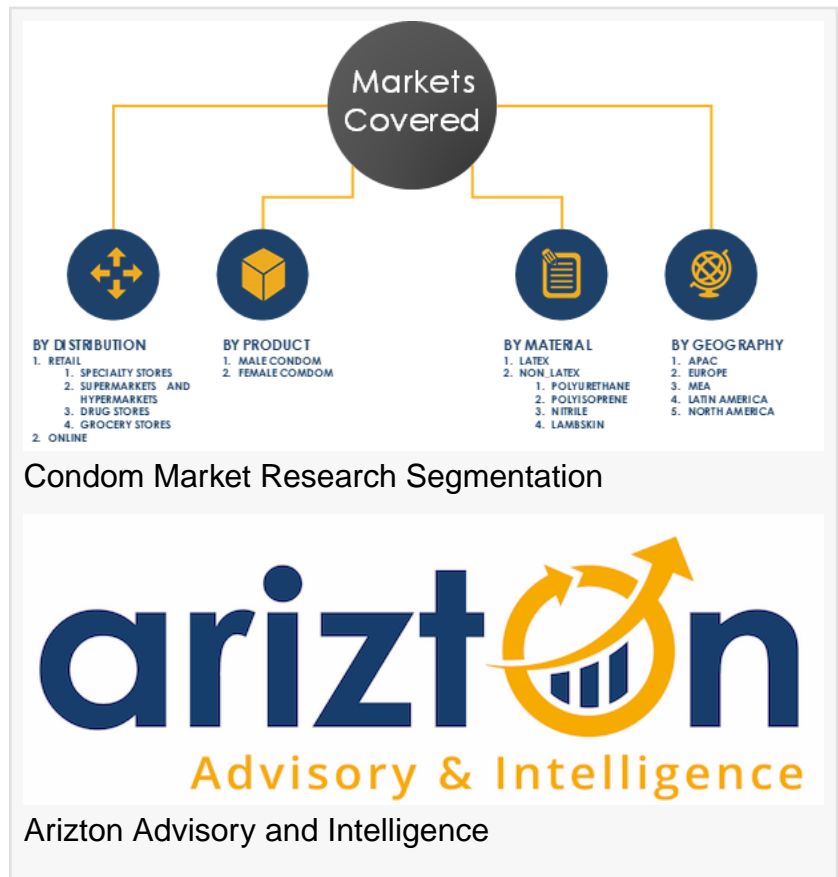 Markets
Covered
BY DISTRIBUTION
1. RETAIL
1. SPECIALTY STORES
2. SUPERMARKETS AND
HYPERMARKETS
3. DRUG STORES
4. GROCERY STORES
2. ONLINE
BY PRODUCT
1. MALE CONDOM
2. FEMALE COMDOM
BY MATERIAL
1. LATEX
2. NON_LATEX
1. POLYURETHANE
2. POLYISOPRENE
3. NITRILE
4. LAMBSKIN
BY GEOGRAPHY
1. APAC
2. EUROPE
3. MEA
4. LATIN AMERICA
5. NORTH AMERICA
Condom Market Research Segmentation
arizton
Advisory & Intelligence
Arizton Advisory and Intelligence